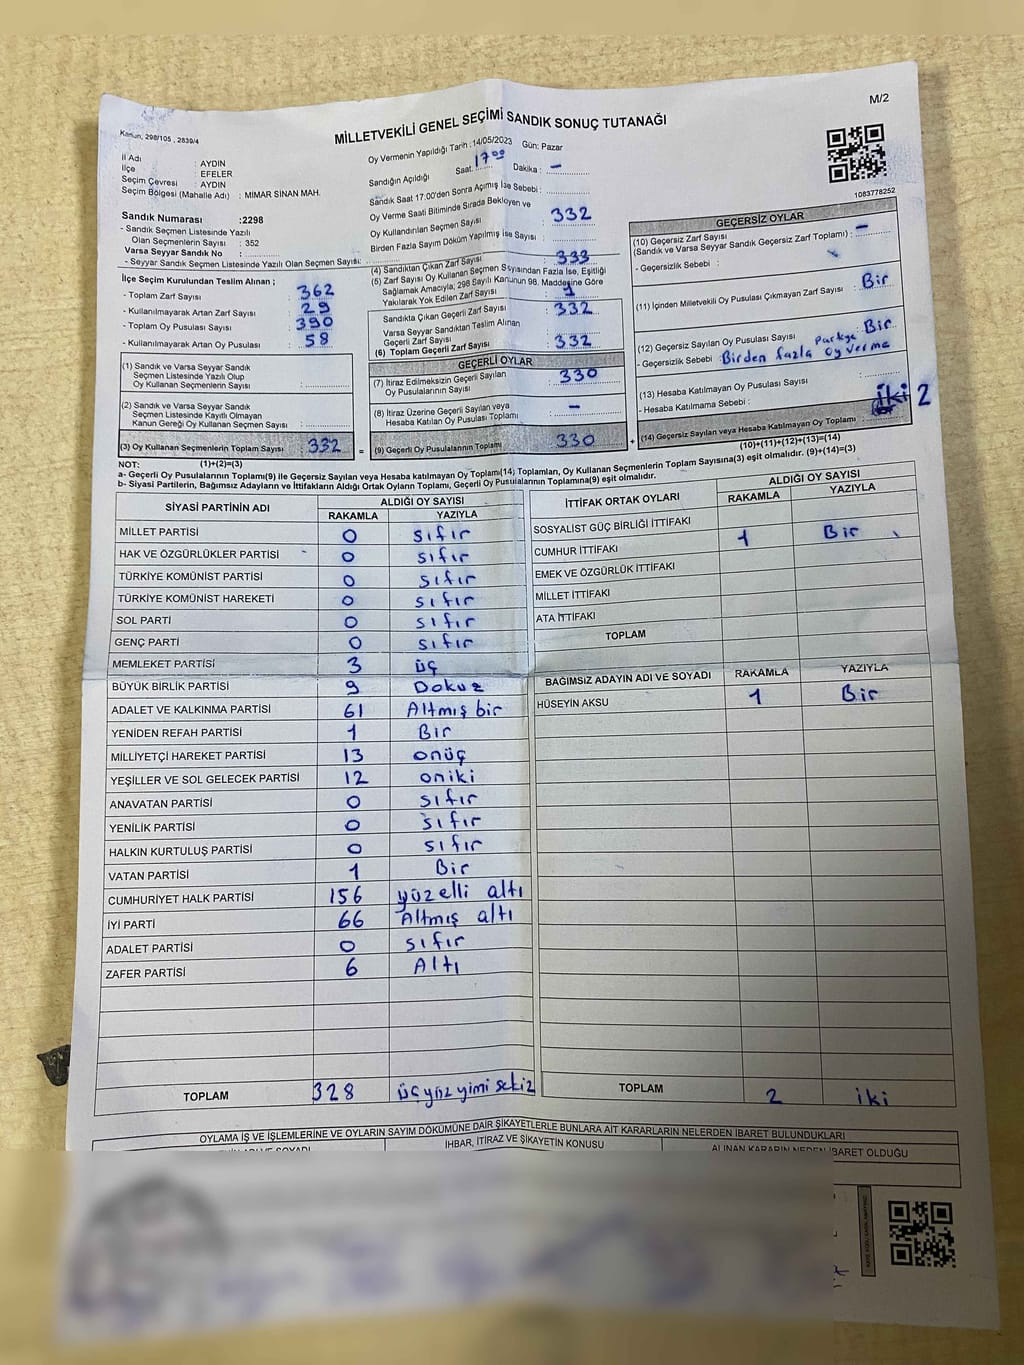 M/2
Kanun, 298/105 , 2839/4
MİLLETVEKİLİ GENEL SEÇİMİ SANDIK SONUÇ TUTANAĞI
1083778252
İl Adı : AYDIN
İlçe : EFELER
Seçim Çevresi : AYDIN
Seçim Bölgesi (Mahalle Adı) : MİMAR SİNAN MAH.
Sandık Numarası :2298
- Sandık Seçmen Listesinde Yazılı
Olan Seçmenlerin Sayısı : 352
Varsa Seyyar Sandık No :
- Seyyar Sandık Seçmen Listesinde Yazılı Olan Seçmen Sayısı:
Oy Vermenin Yapıldığı Tarih :14/05/2023 Gün: Pazar
Sandığın Açıldığı Saat: 17⁰⁰ Dakika : –
Sandık Saat 17:00'den Sonra Açımış İse Sebebi :
Oy Verme Saati Bitiminde Sırada Bekleyen ve
Oy Kullandırılan Seçmen Sayısı 332
Birden Fazla Sayım Döküm Yapılmış İse Sayısı :
İlçe Seçim Kurulundan Teslim Alınan ;
- Toplam Zarf Sayısı 362
- Kullanılmayarak Artan Zarf Sayısı 29
- Toplam Oy Pusulası Sayısı 390
- Kullanılmayarak Artan Oy Pusulası 58
(4) Sandıktan Çıkan Zarf Sayısı 333
(5) Zarf Sayısı Oy Kullanan Seçmen Sayısından Fazla İse, Eşitliği
Sağlamak Amacıyla; 298 Sayılı Kanunun 98. Maddesine Göre
Yakılarak Yok Edilen Zarf Sayısı : 1
Sandıkta Çıkan Geçerli Zarf Sayısı : 332
Varsa Seyyar Sandıktan Teslim Alınan
Geçerli Zarf Sayısı
(6) Toplam Geçerli Zarf Sayısı 332
(1) Sandık ve Varsa Seyyar Sandık
Seçmen Listesinde Yazılı Olup
Oy Kullanan Seçmenlerin Sayısı :
(2) Sandık ve Varsa Seyyar Sandık
Seçmen Listesinde Kayıtlı Olmayan
Kanun Gereği Oy Kullanan Seçmen Sayısı :
(3) Oy Kullanan Seçmenlerin Toplam Sayısı : 332
=
GEÇERLİ OYLAR
(7) İtiraz Edilmeksizin Geçerli Sayılan
Oy Pusulalarının Sayısı : 330
(8) İtiraz Üzerine Geçerli Sayılan veya
Hesaba Katılan Oy Pusulası Toplamı : –
(9) Geçerli Oy Pusulalarının Toplamı 330
+
GEÇERSİZ OYLAR
(10) Geçersiz Zarf Sayısı
(Sandık ve Varsa Seyyar Sandık Geçersiz Zarf Toplamı) : –
- Geçersizlik Sebebi :
(11) İçinden Milletvekili Oy Pusulası Çıkmayan Zarf Sayısı : Bir
(12) Geçersiz Sayılan Oy Pusulası Sayısı : Bir
- Geçersizlik Sebebi : Birden fazla partiye oy verme
(13) Hesaba Katılmayan Oy Pusulası Sayısı :
- Hesaba Katılmama Sebebi :
(14) Geçersiz Sayılan veya Hesaba Katılmayan Oy Toplamı : iki 2
(10)+(11)+(12)+(13)=(14)
NOT: (1)+(2)=(3)
a- Geçerli Oy Pusulalarının Toplamı(9) ile Geçersiz Sayılan veya Hesaba katılmayan Oy Toplamı(14) Toplamları, Oy Kullanan Seçmenlerin Toplam Sayısına(3) eşit olmalıdır. (9)+(14)=(3)
b- Siyasi Partilerin, Bağımsız Adayların ve İttifakların Aldığı Ortak Oyların Toplamı, Geçerli Oy Pusulalarının Toplamına(9) eşit olmalıdır.
SİYASİ PARTİNİN ADI ALDIĞI OY SAYISI
RAKAMLA YAZIYLA
MİLLET PARTİSİ 0 sıfır
HAK VE ÖZGÜRLÜKLER PARTİSİ 0 sıfır
TÜRKİYE KOMÜNİST PARTİSİ 0 sıfır
TÜRKİYE KOMÜNİST HAREKETİ 0 sıfır
SOL PARTİ 0 sıfır
GENÇ PARTİ 0 sıfır
MEMLEKET PARTİSİ 3 üç
BÜYÜK BİRLİK PARTİSİ 9 Dokuz
ADALET VE KALKINMA PARTİSİ 61 Altmış bir
YENİDEN REFAH PARTİSİ 1 Bir
MİLLİYETÇİ HAREKET PARTİSİ 13 onüç
YEŞİLLER VE SOL GELECEK PARTİSİ 12 oniki
ANAVATAN PARTİSİ 0 sıfır
YENİLİK PARTİSİ 0 sıfır
HALKIN KURTULUŞ PARTİSİ 0 sıfır
VATAN PARTİSİ 1 Bir
CUMHURİYET HALK PARTİSİ 156 yüzelli altı
İYİ PARTİ 66 Altmış altı
ADALET PARTİSİ 0 sıfır
ZAFER PARTİSİ 6 Altı
TOPLAM 328 üçyüz yimi sekiz
İTTİFAK ORTAK OYLARI ALDIĞI OY SAYISI
RAKAMLA YAZIYLA
SOSYALİST GÜÇ BİRLİĞİ İTTİFAKI
CUMHUR İTTİFAKI 1 Bir
EMEK VE ÖZGÜRLÜK İTTİFAKI
MİLLET İTTİFAKI
ATA İTTİFAKI
TOPLAM
BAĞIMSIZ ADAYIN ADI VE SOYADI RAKAMLA YAZIYLA
HÜSEYİN AKSU 1 Bir
TOPLAM 2 iki
OYLAMA İŞ VE İŞLEMLERİNE VE OYLARIN SAYIM DÖKÜMÜNE DAİR ŞİKAYETLERLE BUNLARA AİT KARARLARIN NELERDEN İBARET BULUNDUKLARI
İHBAR, İTİRAZ VE ŞİKAYETİN KONUSU
ALINAN KARARIN NEDEN İBARET OLDUĞU